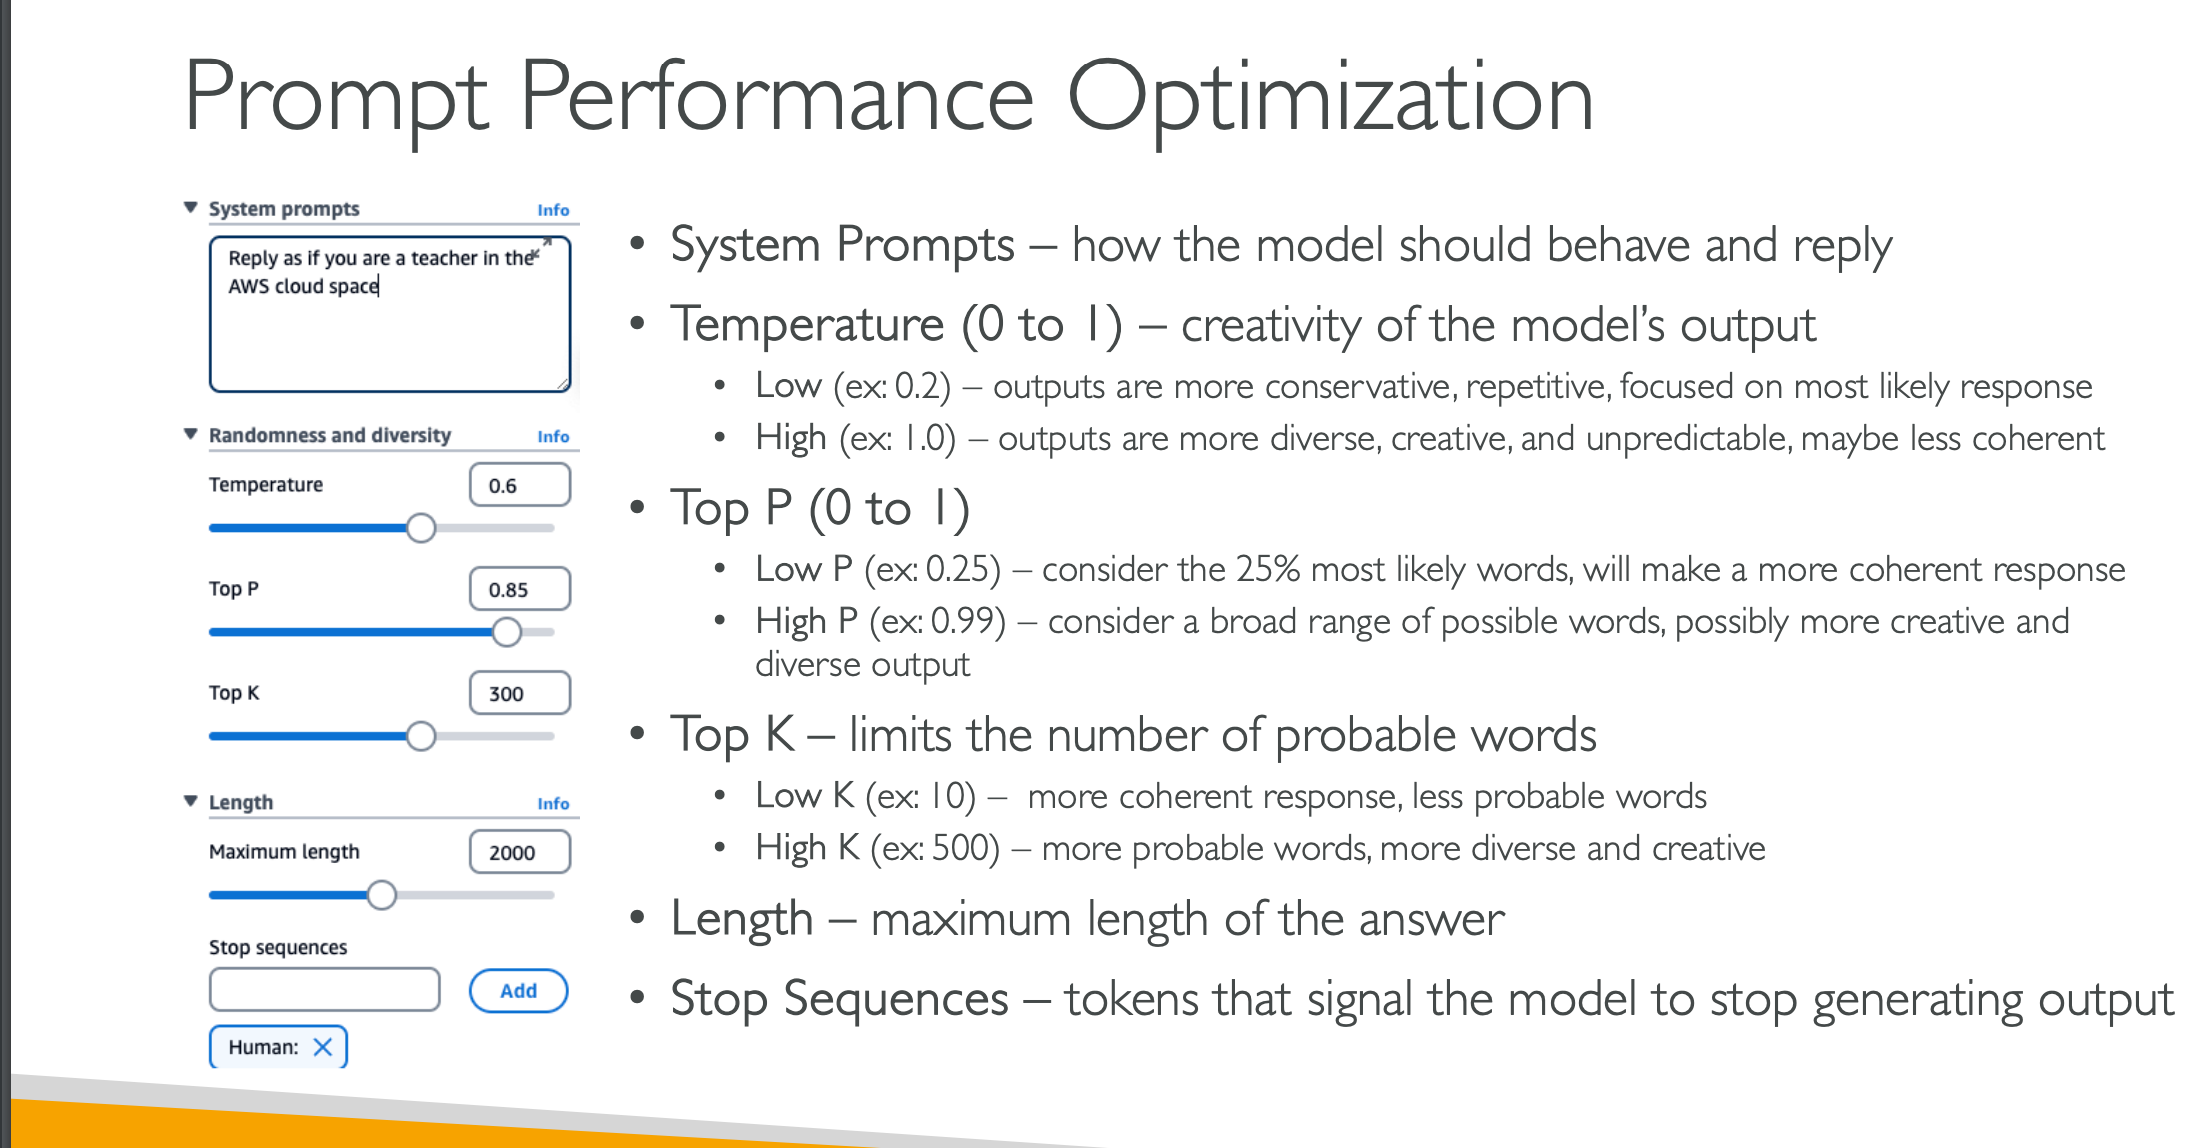 Prompt Performance Optimization
▼ System prompts Info
Reply as if you are a teacher in the
AWS cloud space
▼ Randomness and diversity Info
Temperature 0.6
Top P 0.85
Top K 300
▼ Length Info
Maximum length 2000
Stop sequences
Add
Human: ✕
• System Prompts – how the model should behave and reply
• Temperature (0 to 1) – creativity of the model's output
• Low (ex: 0.2) – outputs are more conservative, repetitive, focused on most likely response
• High (ex: 1.0) – outputs are more diverse, creative, and unpredictable, maybe less coherent
• Top P (0 to 1)
• Low P (ex: 0.25) – consider the 25% most likely words, will make a more coherent response
• High P (ex: 0.99) – consider a broad range of possible words, possibly more creative and
diverse output
• Top K – limits the number of probable words
• Low K (ex: 10) – more coherent response, less probable words
• High K (ex: 500) – more probable words, more diverse and creative
• Length – maximum length of the answer
• Stop Sequences – tokens that signal the model to stop generating output